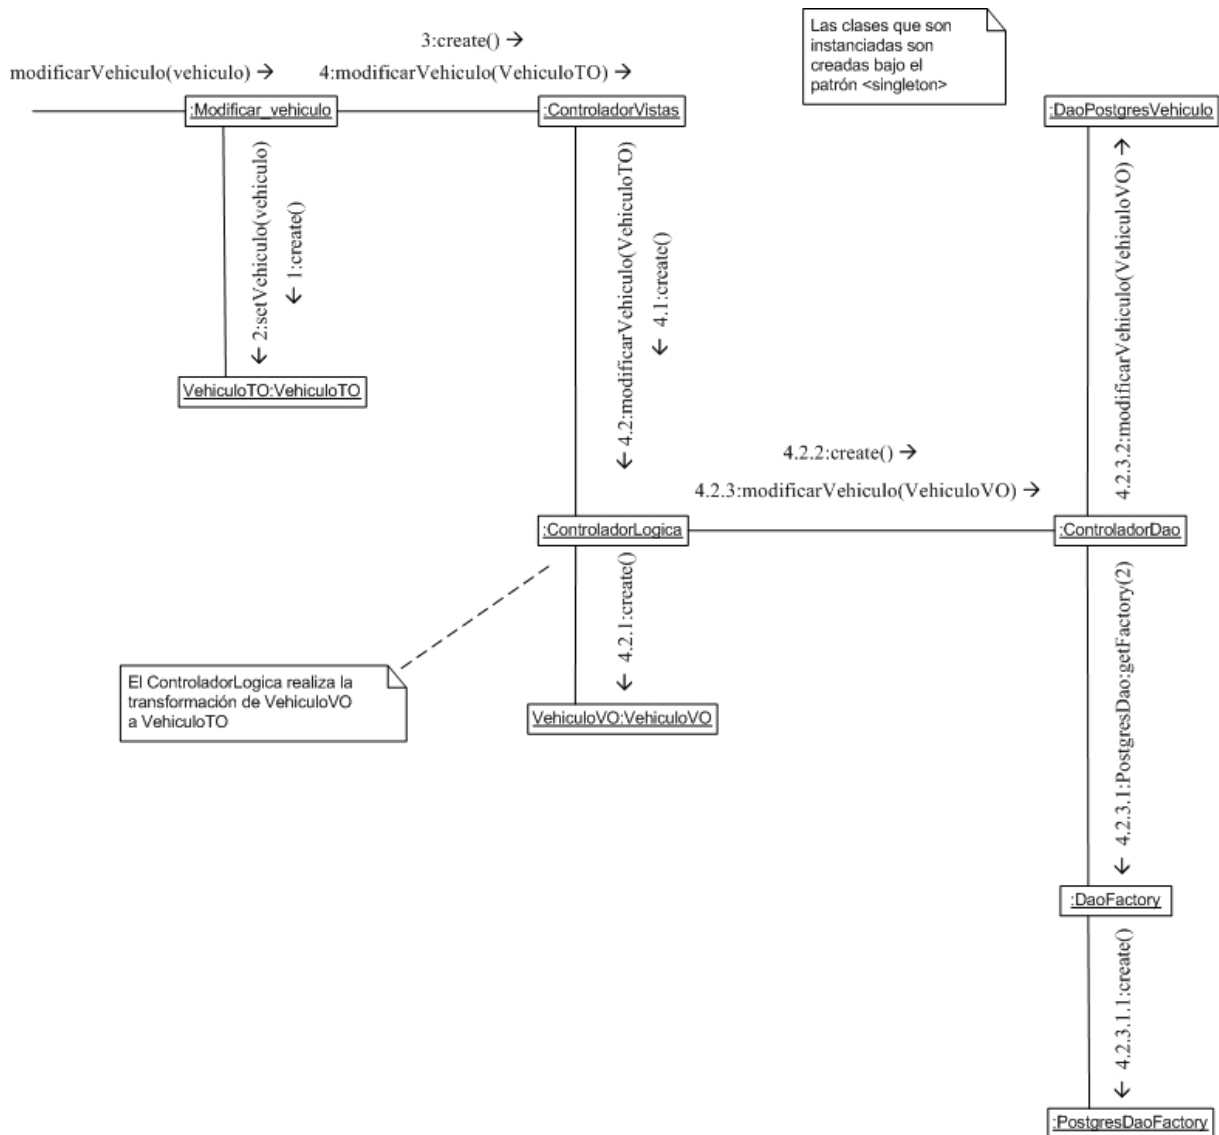 3:create() →
modificarVehiculo(vehiculo) →
4:modificarVehiculo(VehiculoTO) →
Las clases que son
instanciadas son
creadas bajo el
patrón <singleton>
:Modificar_vehiculo
:ControladorVistas
:DaoPostgresVehiculo
← 2:setVehiculo(vehiculo)
← 1:create()
← 4.2:modificarVehiculo(VehiculoTO)
← 4.1:create()
4.2.3.2:modificarVehiculo(VehiculoVO) →
VehiculoTO:VehiculoTO
4.2.2:create() →
4.2.3:modificarVehiculo(VehiculoVO) →
:ControladorLogica
:ControladorDao
← 4.2.1:create()
← 4.2.3.1:PostgresDao:getFactory(2)
El ControladorLogica realiza la
transformación de VehiculoVO
a VehiculoTO
VehiculoVO:VehiculoVO
:DaoFactory
← 4.2.3.1.1:create()
:PostgresDaoFactory